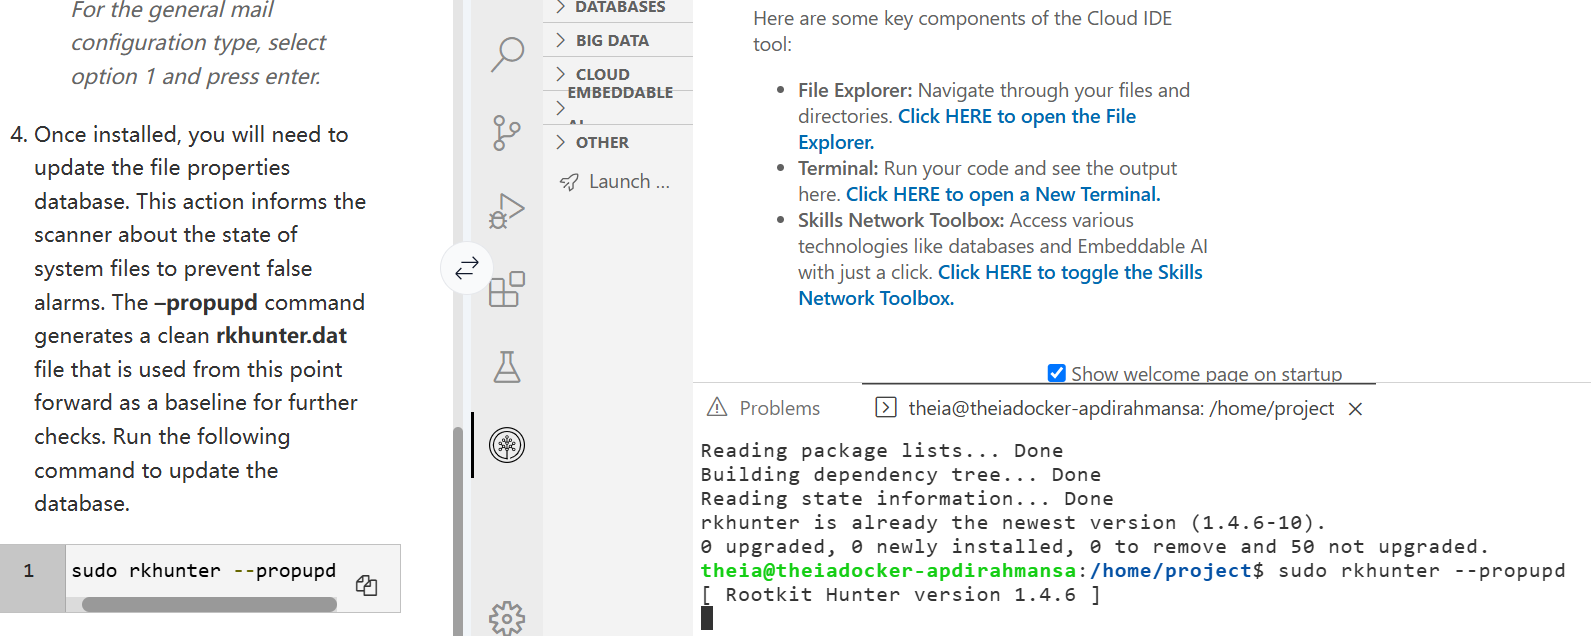 For the general mail
configuration type, select
option 1 and press enter.
4. Once installed, you will need to
update the file properties
database. This action informs the
scanner about the state of
system files to prevent false
alarms. The –propupd command
generates a clean rkhunter.dat
file that is used from this point
forward as a baseline for further
checks. Run the following
command to update the
database.
1 sudo rkhunter --propupd
DATABASES
BIG DATA
CLOUD
EMBEDDABLE
OTHER
Launch ...
Here are some key components of the Cloud IDE
tool:
• File Explorer: Navigate through your files and
directories. Click HERE to open the File
Explorer.
• Terminal: Run your code and see the output
here. Click HERE to open a New Terminal.
• Skills Network Toolbox: Access various
technologies like databases and Embeddable AI
with just a click. Click HERE to toggle the Skills
Network Toolbox.
Show welcome page on startup
Problems
theia@theiadocker-apdirahmansa: /home/project
Reading package lists... Done
Building dependency tree... Done
Reading state information... Done
rkhunter is already the newest version (1.4.6-10).
0 upgraded, 0 newly installed, 0 to remove and 50 not upgraded.
theia@theiadocker-apdirahmansa:/home/project$ sudo rkhunter --propupd
[ Rootkit Hunter version 1.4.6 ]